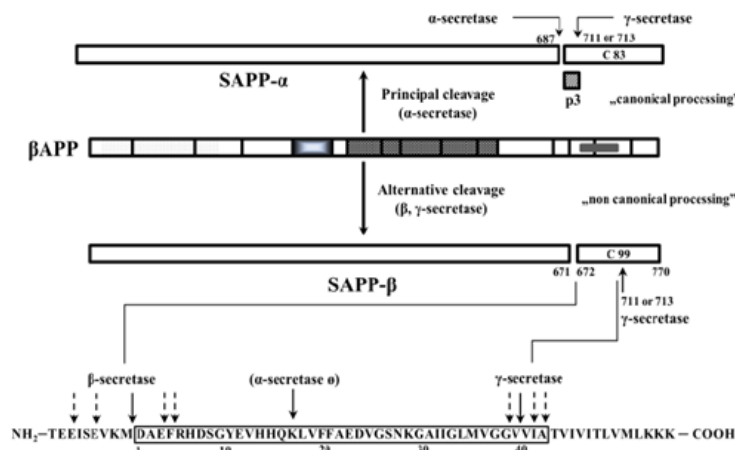 α-secretase γ-secretase
687 711 or 713
C 83
SAPP-α
p3
Principal cleavage
(α-secretase)
„canonical processing"
βAPP
Alternative cleavage
(β, γ-secretase)
„non canonical processing"
C 99
SAPP-β
671 672 770
711 or 713
γ-secretase
β-secretase (α-secretase ø) γ-secretase
NH₂–TEEISEVKMDAEFRHDSGYEVHHQKLVFFAEDVGSNKGAIIGLMVGGVVIATVIVITLVMLKKK – COOH
1 10 20 30 40